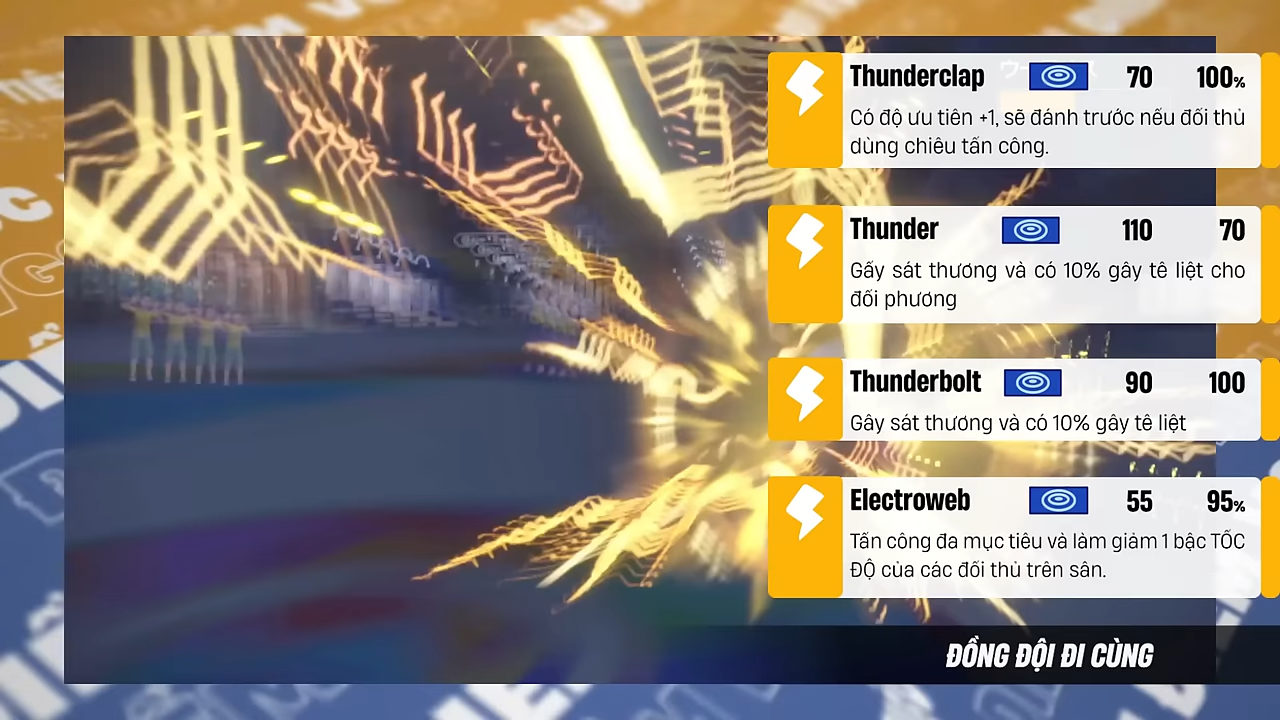 Thunderclap 70 100%
Có độ ưu tiên +1, sẽ đánh trước nếu đối thủ
dùng chiêu tấn công.
Thunder 110 70
Gấy sát thương và có 10% gây tê liệt cho
đối phương
Thunderbolt 90 100
Gây sát thương và có 10% gây tê liệt
Electroweb 55 95%
Tấn công đa mục tiêu và làm giảm 1 bậc TỐC
ĐỘ của các đối thủ trên sân.
ĐỒNG ĐỘI ĐI CÙNG